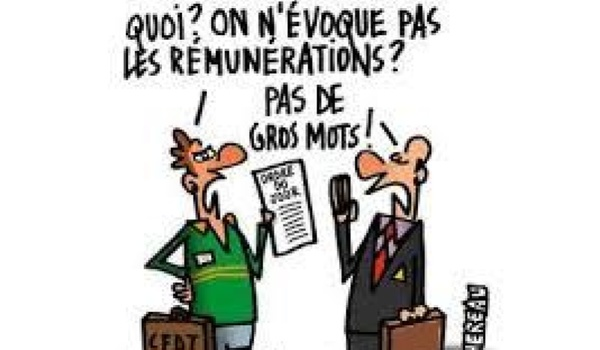 QUOI? ON N'ÉVOQUE PAS
LES RÉMUNÉRATIONS?
PAS DE
GROS MOTS!
ORDRE
DU
JOUR
CFDT